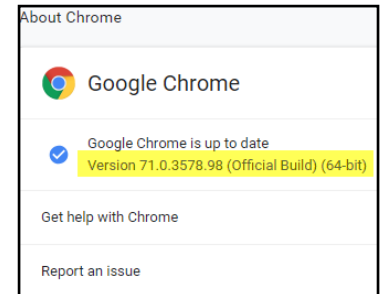 About Chrome
Google Chrome
Google Chrome is up to date
Version 71.0.3578.98 (Official Build) (64-bit)
Get help with Chrome
Report an issue